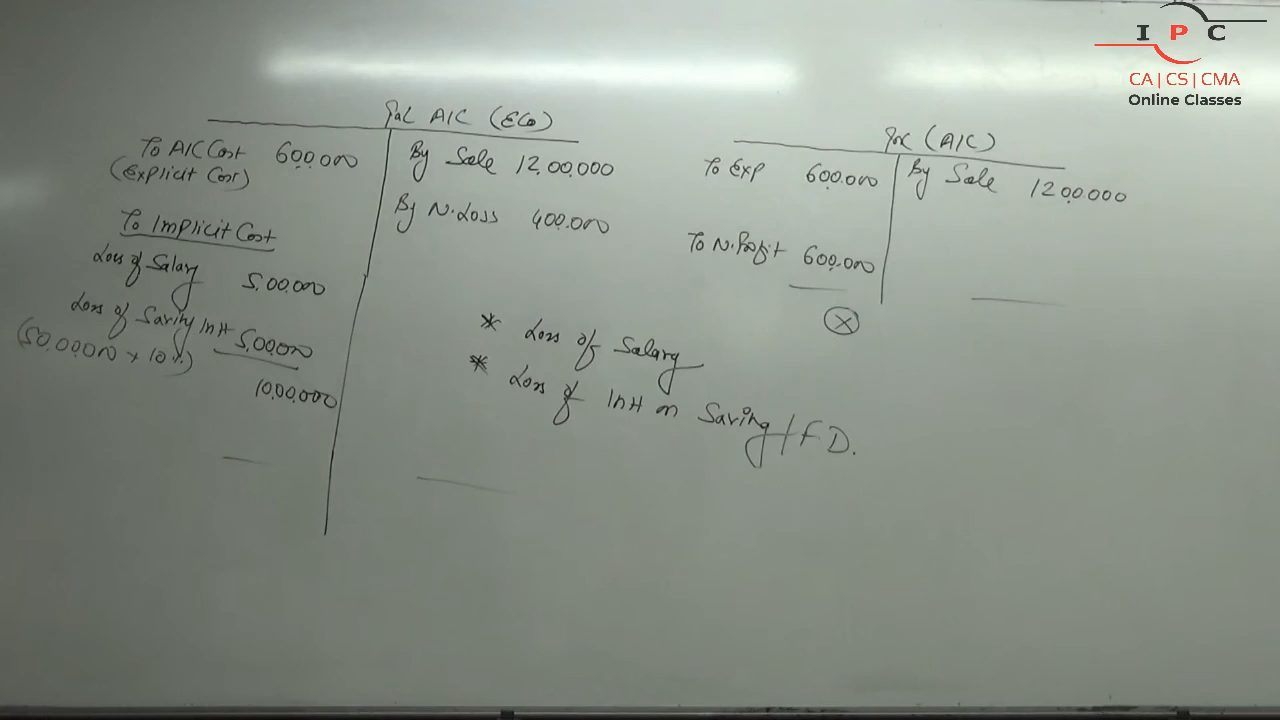 I P C
CA | CS | CMA
Online Classes
P&L A/C (ECO)
To A/C Cost 600.000
(Explicit Cost)
To Implicit Cost
Loss of Salary 5,00.000
Loss of Saving Int 5,00.000
(50.00.000 x 10%)
10,00.000
By Sale 12,00.000
By N.Loss 400.000
P&L (A/C)
To Exp 600.000
To N.Profit 600.000
By Sale 1200.000
* Loss of Salary
* Loss of Int on Saving / F.D.